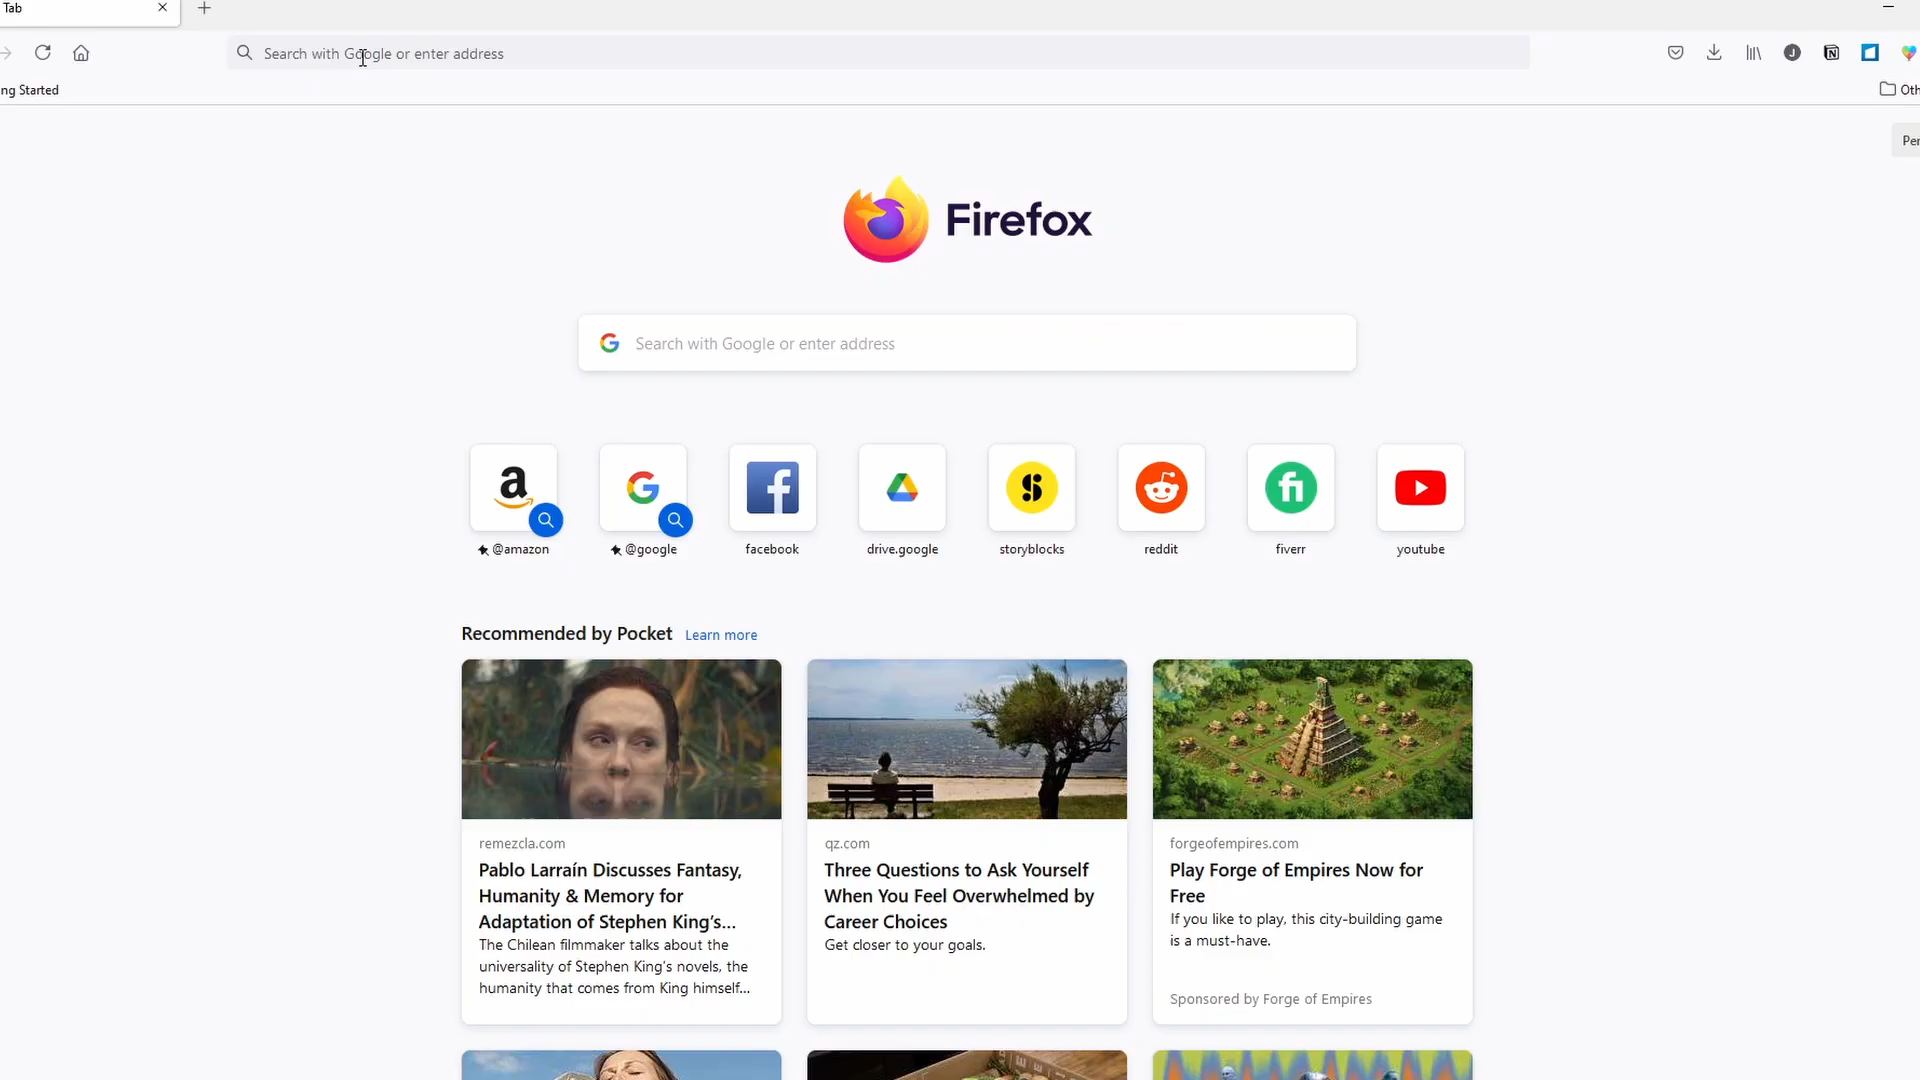 Tab
Search with Google or enter address
ng Started
Oth
Per
Firefox
Search with Google or enter address
@amazon
@google
facebook
drive.google
storyblocks
reddit
fiverr
youtube
Recommended by Pocket Learn more
remezcla.com
Pablo Larraín Discusses Fantasy,
Humanity & Memory for
Adaptation of Stephen King's...
The Chilean filmmaker talks about the
universality of Stephen King's novels, the
humanity that comes from King himself...
qz.com
Three Questions to Ask Yourself
When You Feel Overwhelmed by
Career Choices
Get closer to your goals.
forgeofempires.com
Play Forge of Empires Now for
Free
If you like to play, this city-building game
is a must-have.
Sponsored by Forge of Empires